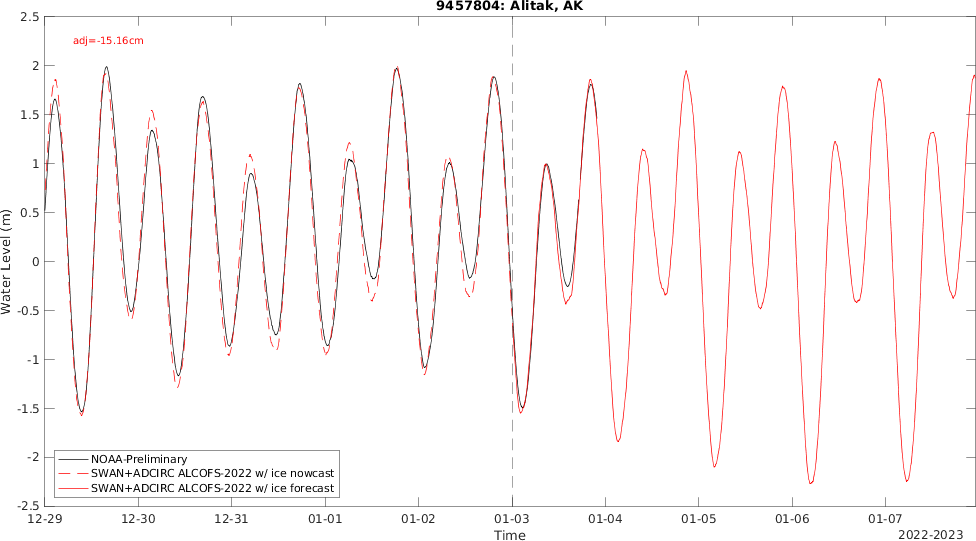 9457804: Alitak, AK
adj=-15.16cm
2.5
2
1.5
1
0.5
0
-0.5
-1
-1.5
-2
-2.5
Water Level (m)
NOAA-Preliminary
SWAN+ADCIRC ALCOFS-2022 w/ ice nowcast
SWAN+ADCIRC ALCOFS-2022 w/ ice forecast
12-29 12-30 12-31 01-01 01-02 01-03 01-04 01-05 01-06 01-07
Time
2022-2023